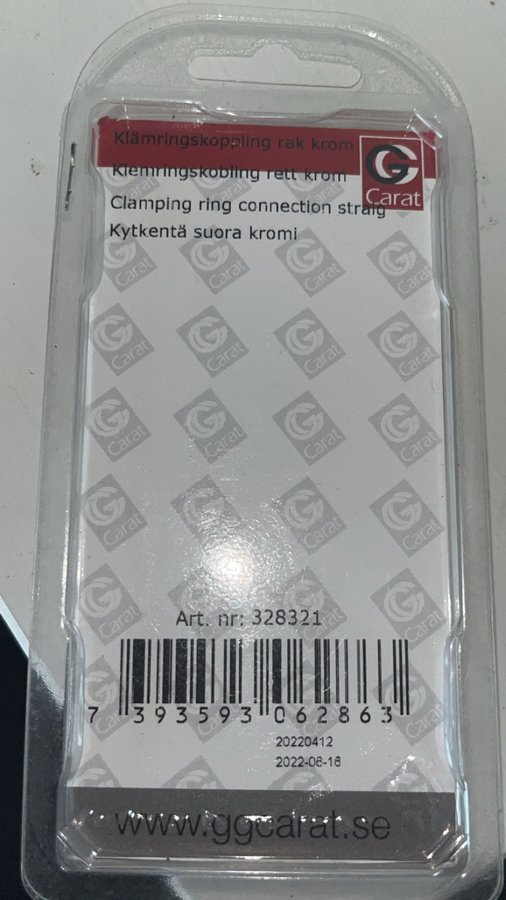 Klämringskoppling rak krom
Klemringskobling rett krom
Clamping ring connection straig
Kytkentä suora kromi
GG
Carat
Art. nr: 328321
7 393593 062863
20220412
2022-06-16
www.ggcarat.se